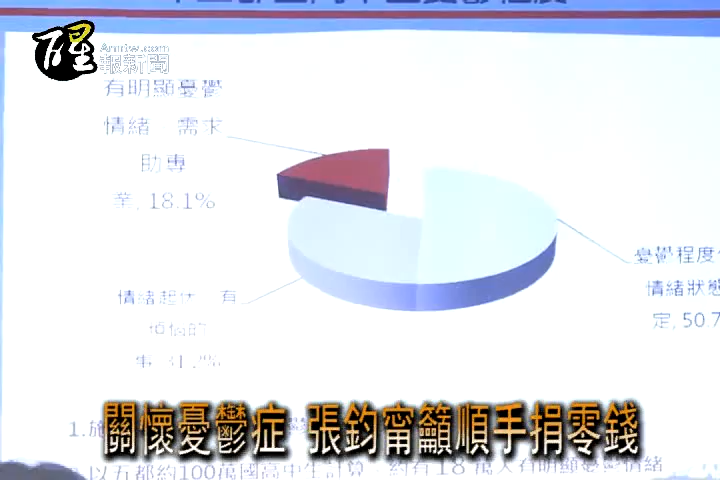 Anntw.com
醒報新聞
有明顯憂鬱
情緒 需求
助專
業, 18.1%
憂鬱程度
情緒狀態
定, 50.7
情緒起伏 有
煩惱的
關懷憂鬱症 張鈞甯籲順手捐零錢
以五都約100萬國高中生計算，約有18萬人有明顯憂鬱情緒